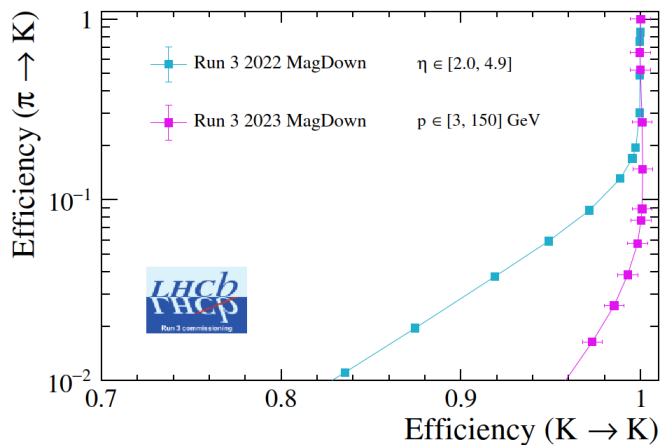 Efficiency (π → K)
1
10⁻¹
10⁻²
Run 3 2022 MagDown η ∈ [2.0, 4.9]
Run 3 2023 MagDown p ∈ [3, 150] GeV
LHCb
THCp
Run 3 commissioning
0.7 0.8 0.9 1
Efficiency (K → K)